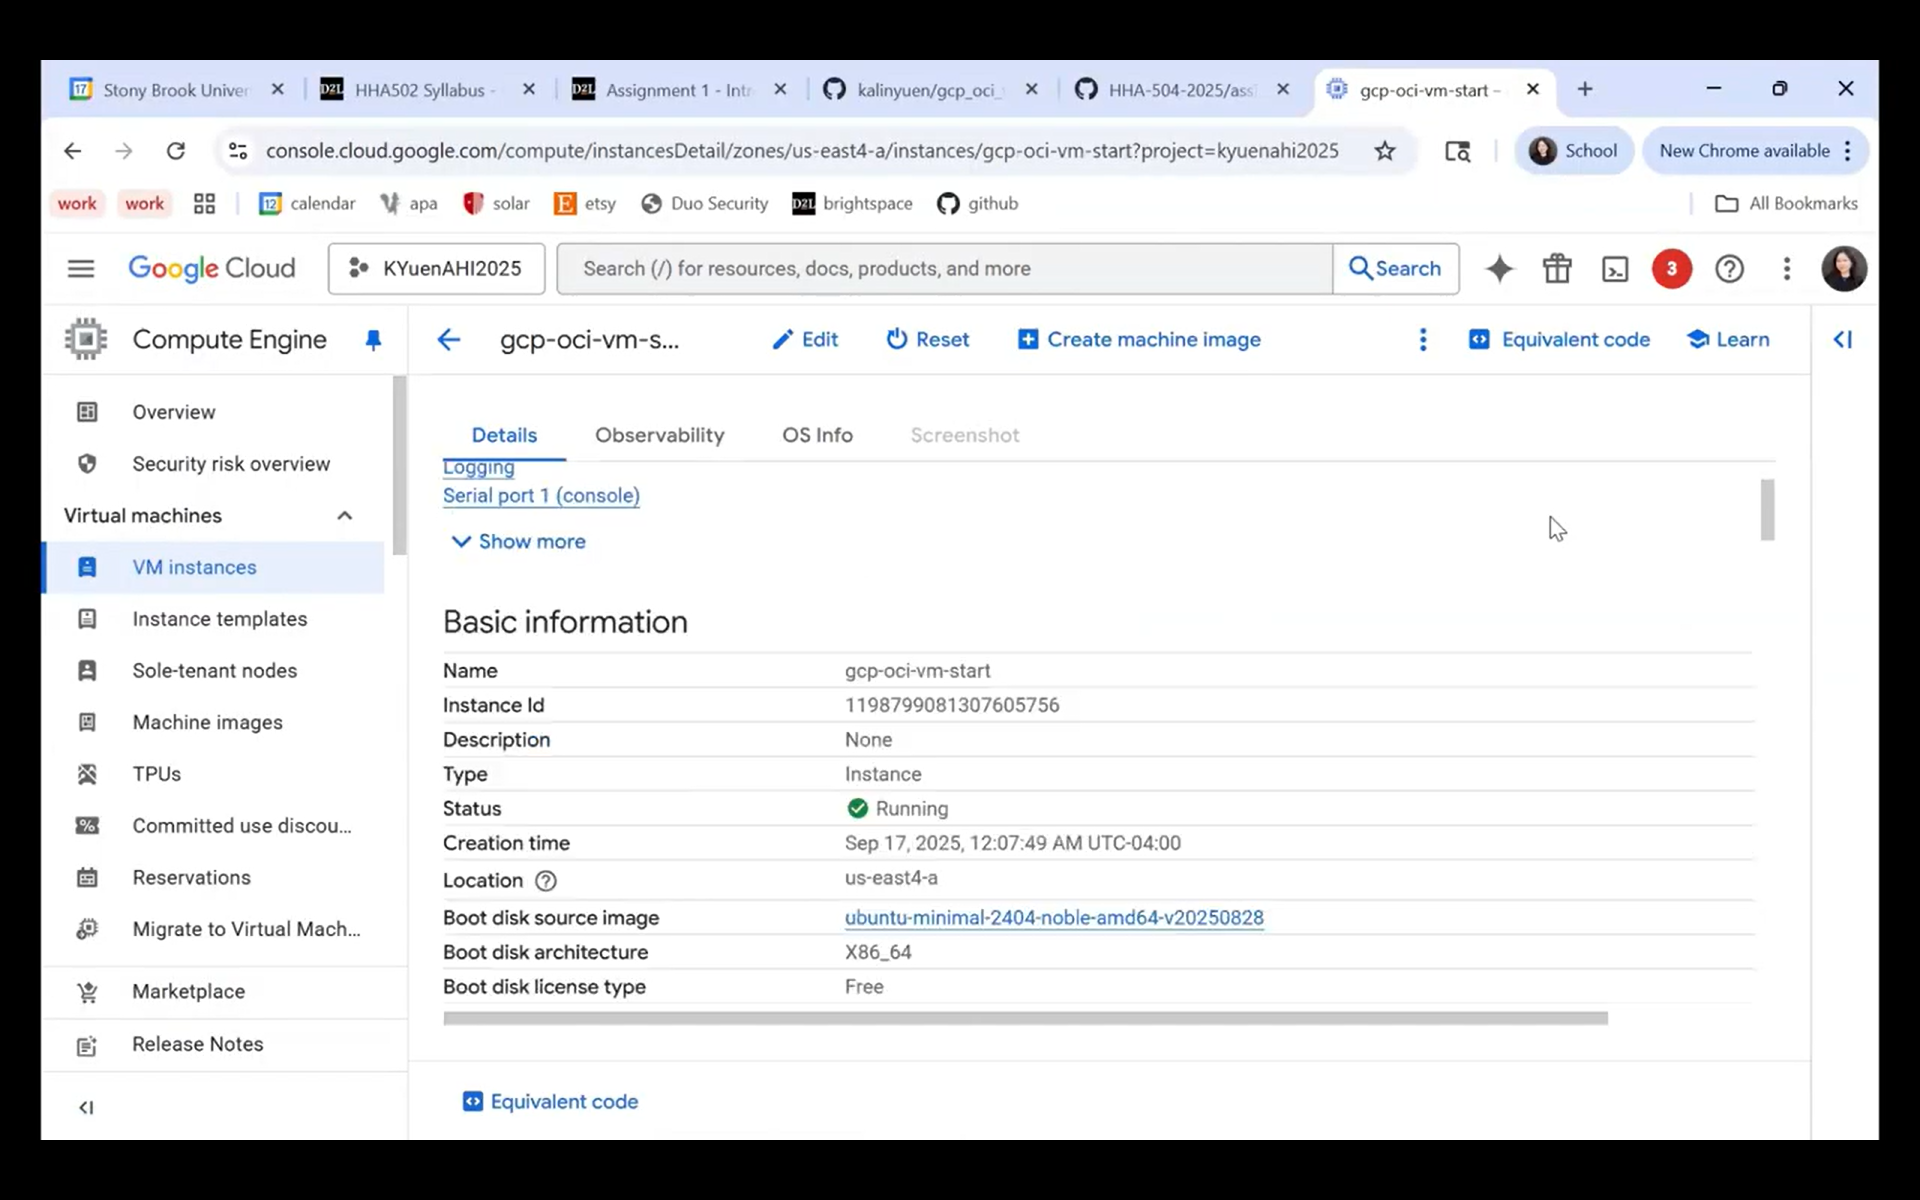 Stony Brook Univer
HHA502 Syllabus -
Assignment 1 - Intr
kalinyuen/gcp_oci_
HHA-504-2025/ass
gcp-oci-vm-start –
console.cloud.google.com/compute/instancesDetail/zones/us-east4-a/instances/gcp-oci-vm-start?project=kyuenahi2025
School
New Chrome available
work
work
calendar
apa
solar
etsy
Duo Security
brightspace
github
All Bookmarks
Google Cloud
KYuenAHI2025
Search (/) for resources, docs, products, and more
Search
3
Compute Engine
gcp-oci-vm-s...
Edit
Reset
Create machine image
Equivalent code
Learn
Overview
Security risk overview
Virtual machines
VM instances
Instance templates
Sole-tenant nodes
Machine images
TPUs
Committed use discou...
Reservations
Migrate to Virtual Mach...
Marketplace
Release Notes
Details
Observability
OS Info
Screenshot
Logging
Serial port 1 (console)
Show more
Basic information
Name gcp-oci-vm-start
Instance Id 1198799081307605756
Description None
Type Instance
Status Running
Creation time Sep 17, 2025, 12:07:49 AM UTC-04:00
Location us-east4-a
Boot disk source image ubuntu-minimal-2404-noble-amd64-v20250828
Boot disk architecture X86_64
Boot disk license type Free
Equivalent code